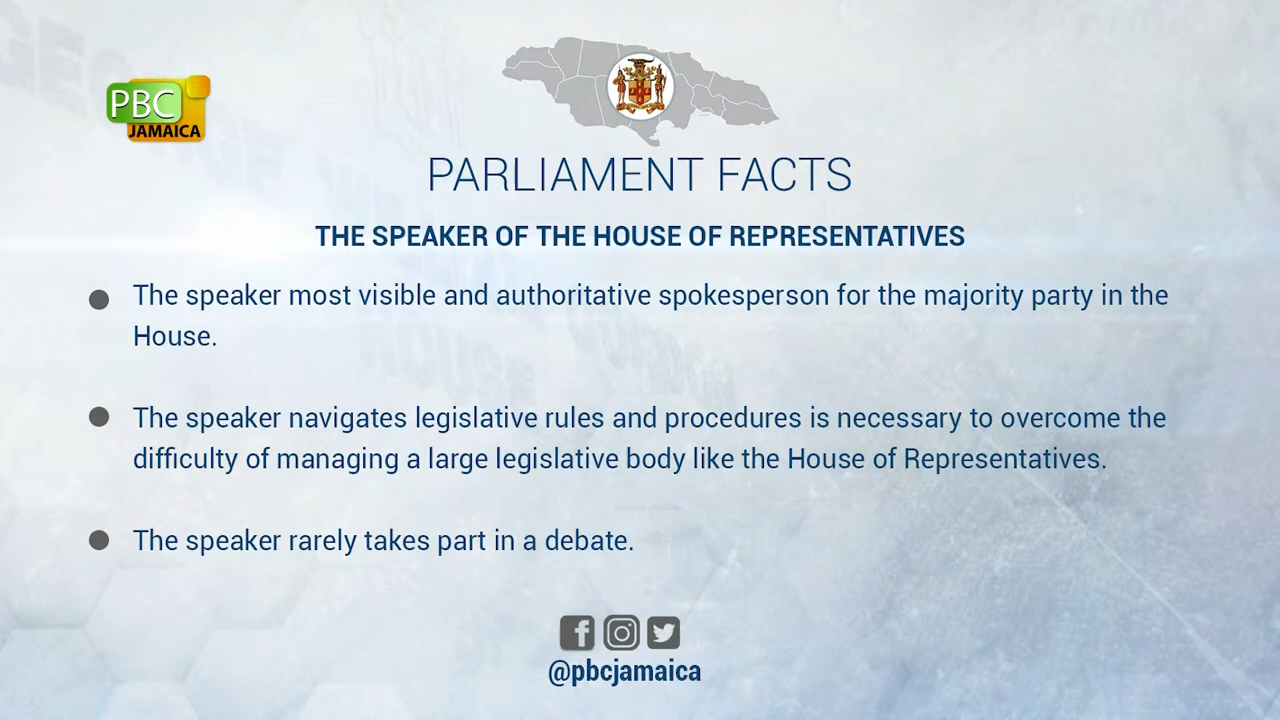 PBC
JAMAICA
PARLIAMENT FACTS
THE SPEAKER OF THE HOUSE OF REPRESENTATIVES
The speaker most visible and authoritative spokesperson for the majority party in the
House.
The speaker navigates legislative rules and procedures is necessary to overcome the
difficulty of managing a large legislative body like the House of Representatives.
The speaker rarely takes part in a debate.
@pbcjamaica